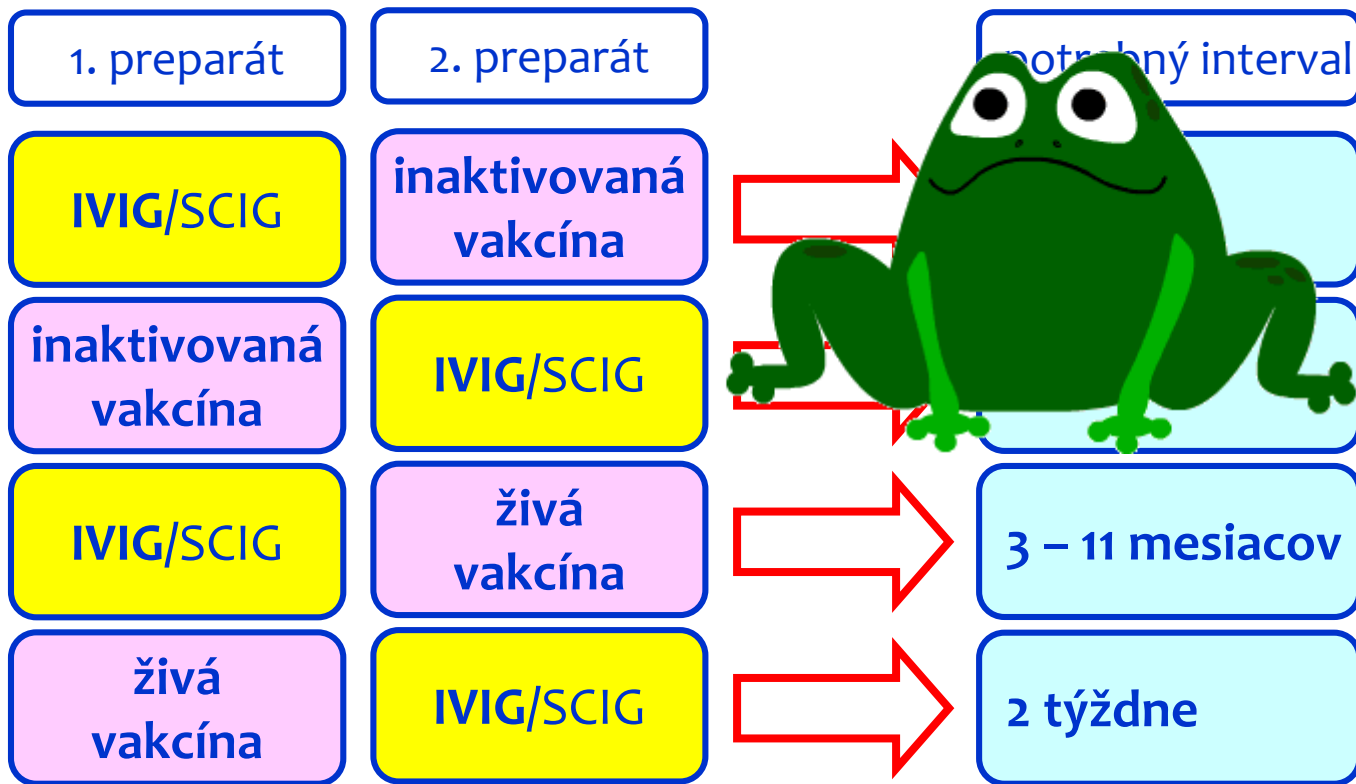 1. preparát
2. preparát
interval
IVIG/SCIG
inaktivovaná
vakcína
inaktivovaná
vakcína
IVIG/SCIG
IVIG/SCIG
živá
vakcína
3 – 11 mesiacov
živá
vakcína
IVIG/SCIG
2 týždne